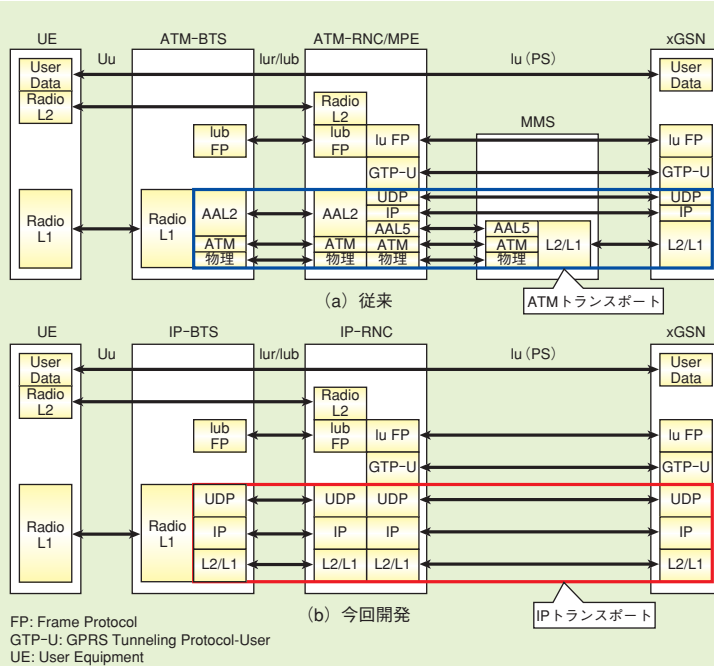 UE
ATM-BTS
ATM-RNC/MPE
xGSN
Uu
Iur/Iub
Iu (PS)
User
Data
User
Data
Radio
L2
Radio
L2
MMS
Iub
FP
Iub
FP
Iu FP
Iu FP
GTP-U
GTP-U
Radio
L1
Radio
L1
AAL2
AAL2
UDP
UDP
IP
IP
AAL5
AAL5
ATM
ATM
ATM
ATM
L2/L1
L2/L1
物理
物理
物理
物理
(a) 従来
ATMトランスポート
UE
IP-BTS
IP-RNC
xGSN
Uu
Iur/Iub
Iu (PS)
User
Data
User
Data
Radio
L2
Radio
L2
Iub
FP
Iub
FP
Iu FP
Iu FP
GTP-U
GTP-U
Radio
L1
Radio
L1
UDP
UDP
UDP
UDP
IP
IP
IP
IP
L2/L1
L2/L1
L2/L1
L2/L1
(b) 今回開発
IPトランスポート
FP: Frame Protocol
GTP-U: GPRS Tunneling Protocol-User
UE: User Equipment